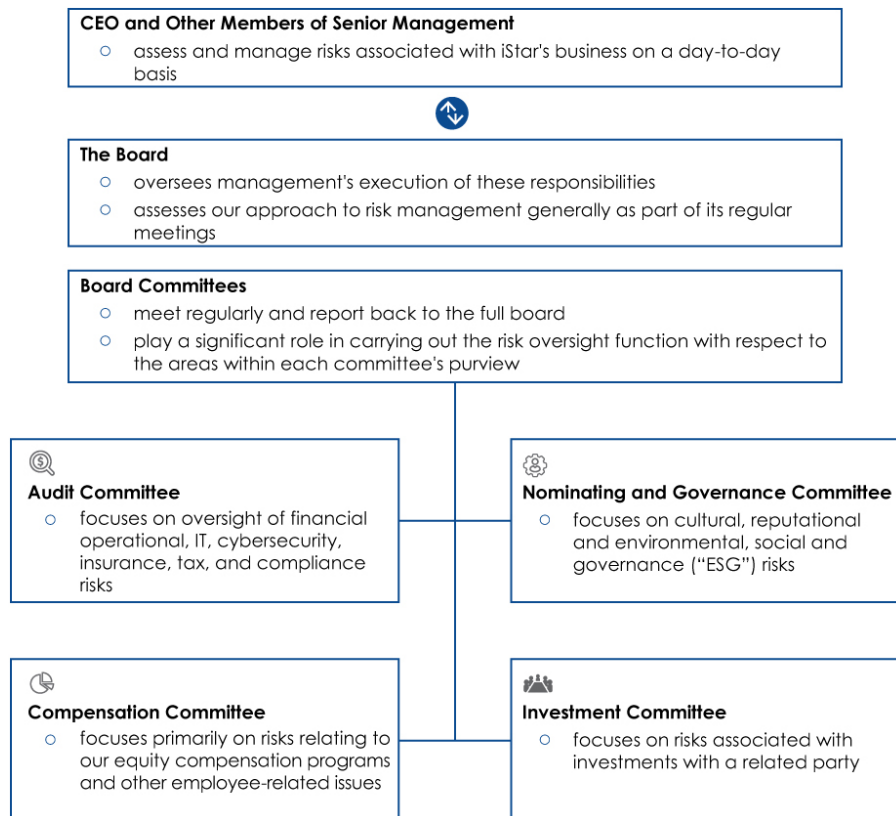 CEO and Other Members of Senior Management
○ assess and manage risks associated with iStar's business on a day-to-day
basis
The Board
○ oversees management's execution of these responsibilities
○ assesses our approach to risk management generally as part of its regular
meetings
Board Committees
○ meet regularly and report back to the full board
○ play a significant role in carrying out the risk oversight function with respect to
the areas within each committee's purview
Audit Committee
○ focuses on oversight of financial
operational, IT, cybersecurity,
insurance, tax, and compliance
risks
Nominating and Governance Committee
○ focuses on cultural, reputational
and environmental, social and
governance (“ESG”) risks
Compensation Committee
○ focuses primarily on risks relating to
our equity compensation programs
and other employee-related issues
Investment Committee
○ focuses on risks associated with
investments with a related party